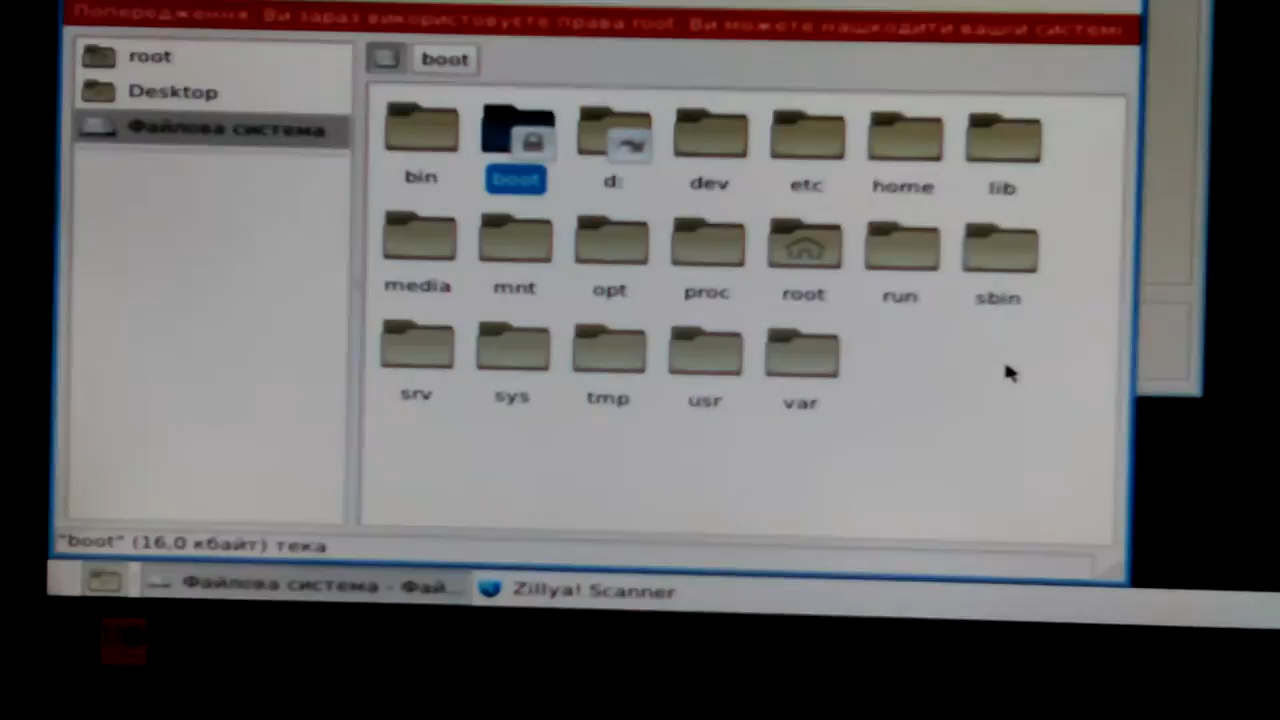 Попередження. Ви зараз використовуєте права root. Ви можете нашкодити вашій системі
root
boot
Desktop
Файлова система
bin boot d: dev etc home lib
media mnt opt proc root run sbin
srv sys tmp usr var
"boot" (16,0 кбайт) тека
Файлова система - Фай... Zillya! Scanner